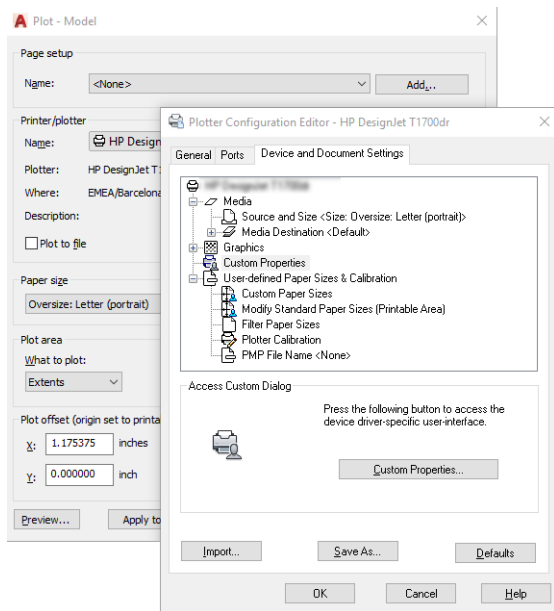 Plot - Model
Page setup
Name:
<None>
Add...
Printer/plotter
Name:
HP Design
Plotter:
HP DesignJet T1
Where:
EMEA/Barcelona
Description:
Plot to file
Paper size
Oversize: Letter (portrait)
Plot area
What to plot:
Extents
Plot offset (origin set to printa
X:
1.175375
inches
Y:
0.000000
inch
Preview...
Apply to
Plotter Configuration Editor - HP DesignJet T1700dr
General
Ports
Device and Document Settings
Media
Source and Size <Size: Oversize: Letter (portrait)>
Media Destination <Default>
Graphics
Custom Properties
User-defined Paper Sizes & Calibration
Custom Paper Sizes
Modify Standard Paper Sizes (Printable Area)
Filter Paper Sizes
Plotter Calibration
PMP File Name <None>
Access Custom Dialog
Press the following button to access the
device driver-specific user-interface.
Custom Properties...
Import...
Save As...
Defaults
OK
Cancel
Help